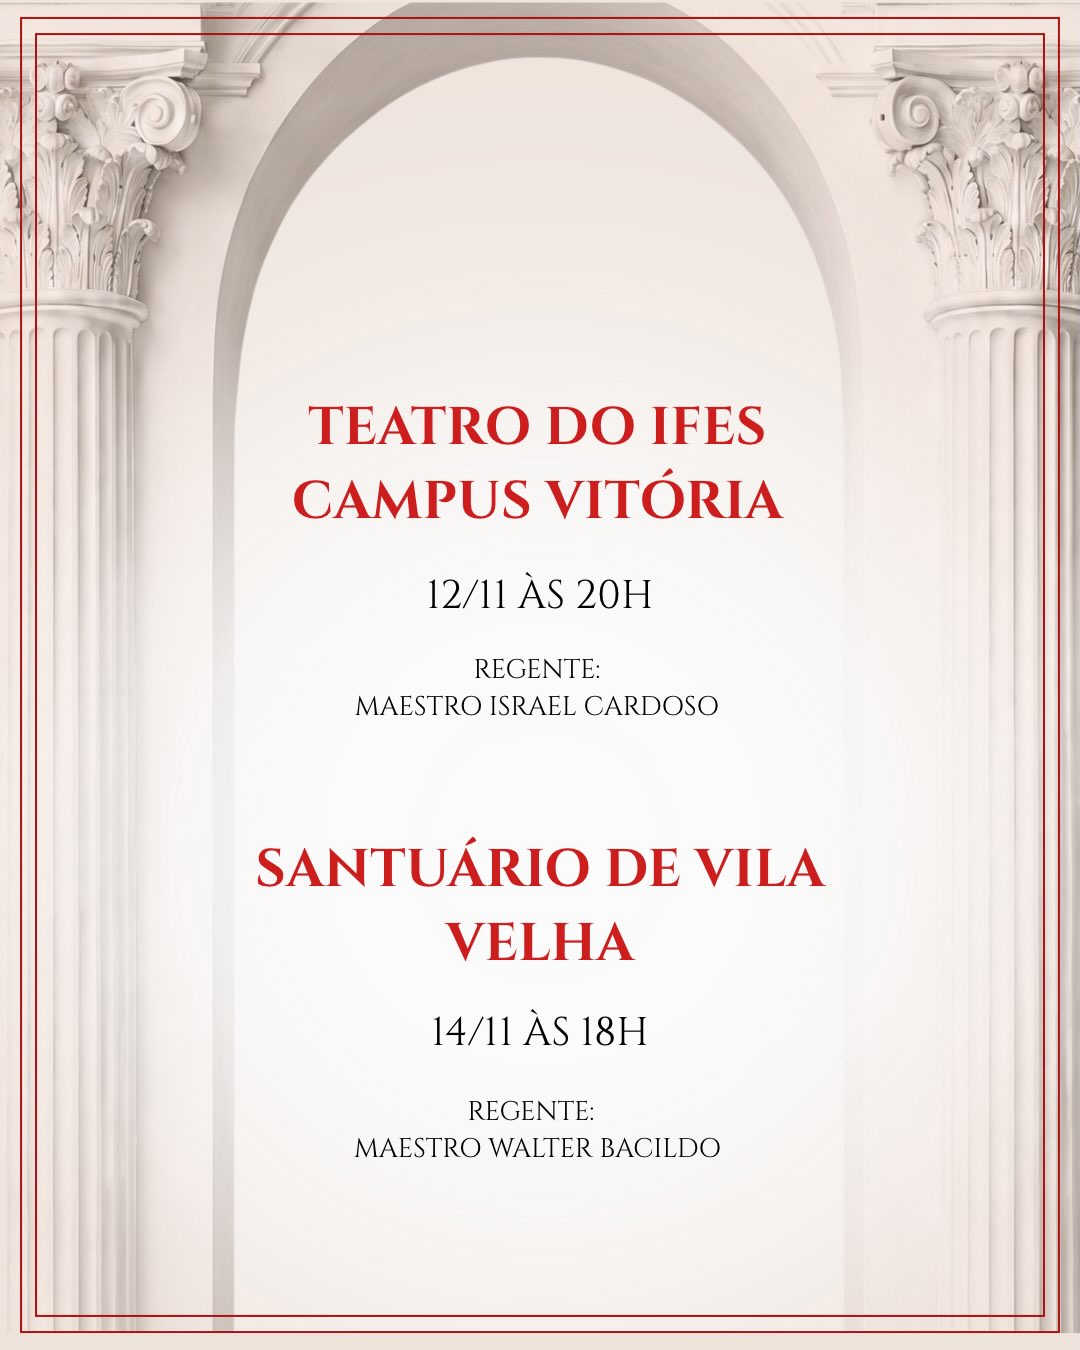 TEATRO DO IFES
CAMPUS VITÓRIA
12/11 ÀS 20H
REGENTE:
MAESTRO ISRAEL CARDOSO
SANTUÁRIO DE VILA
VELHA
14/11 ÀS 18H
REGENTE:
MAESTRO WALTER BACILDO